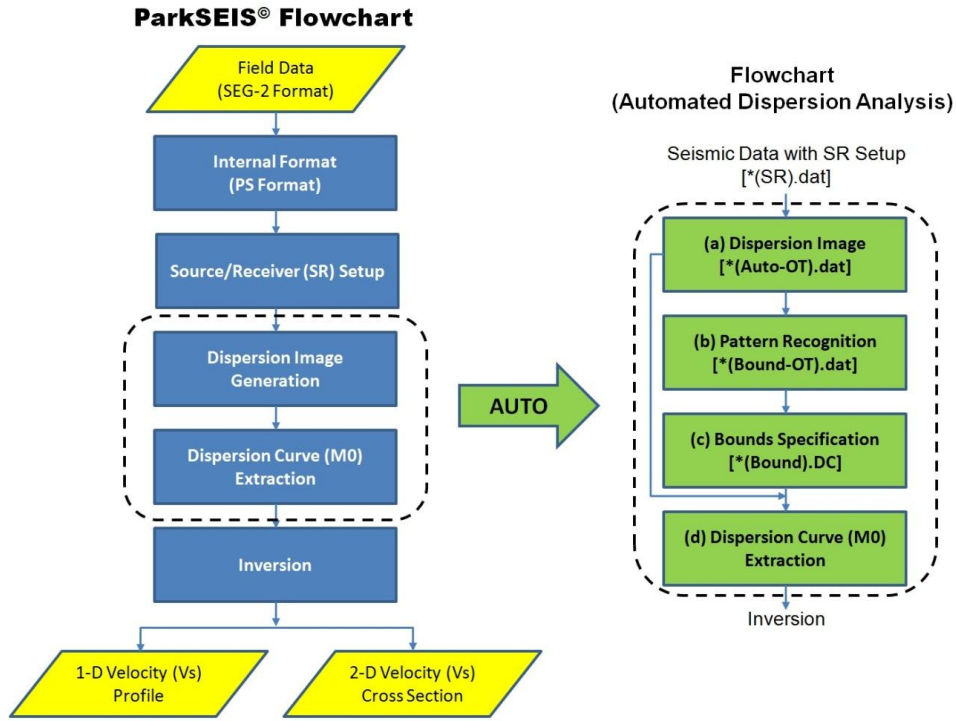 ParkSEIS© Flowchart
Field Data
(SEG-2 Format)
Internal Format
(PS Format)
Source/Receiver (SR) Setup
Dispersion Image
Generation
Dispersion Curve (M0)
Extraction
Inversion
1-D Velocity (Vs)
Profile
2-D Velocity (Vs)
Cross Section
AUTO
Flowchart
(Automated Dispersion Analysis)
Seismic Data with SR Setup
[*(SR).dat]
(a) Dispersion Image
[*(Auto-OT).dat]
(b) Pattern Recognition
[*(Bound-OT).dat]
(c) Bounds Specification
[*(Bound).DC]
(d) Dispersion Curve (M0)
Extraction
Inversion